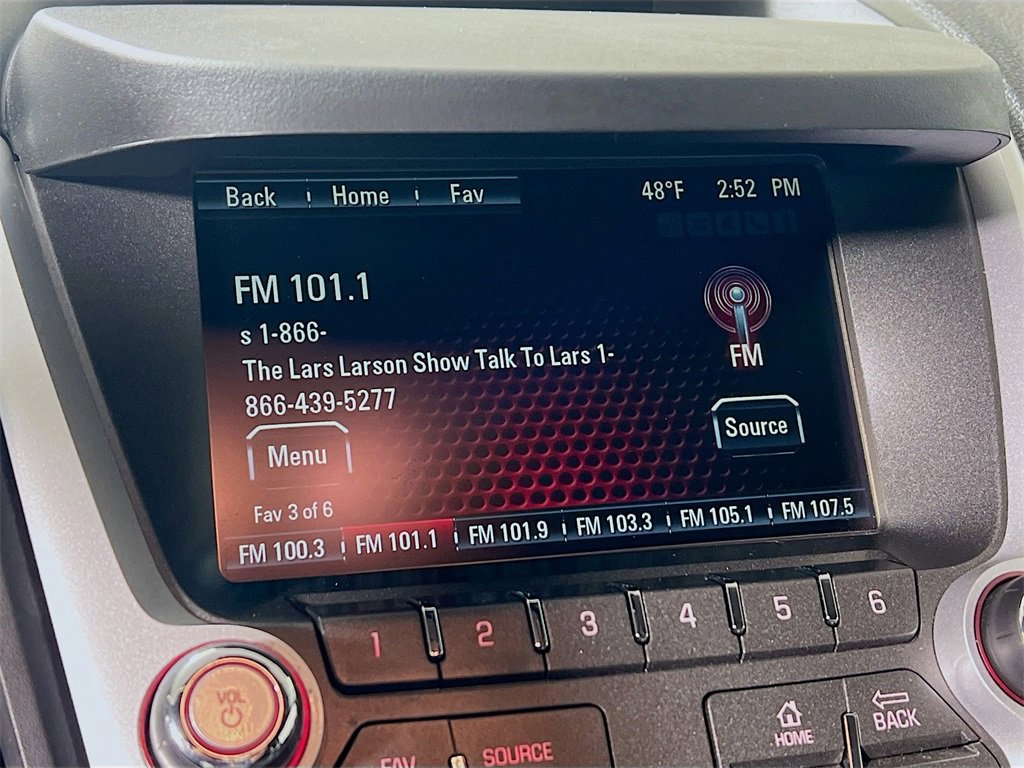 Back Home Fav 48°F 2:52 PM
FM 101.1
s 1-866-
The Lars Larson Show Talk To Lars 1-
866-439-5277
FM
Menu
Source
Fav 3 of 6
FM 100.3 FM 101.1 FM 101.9 FM 103.3 FM 105.1 FM 107.5
1 2 3 4 5 6
VOL
FAV SOURCE
HOME BACK